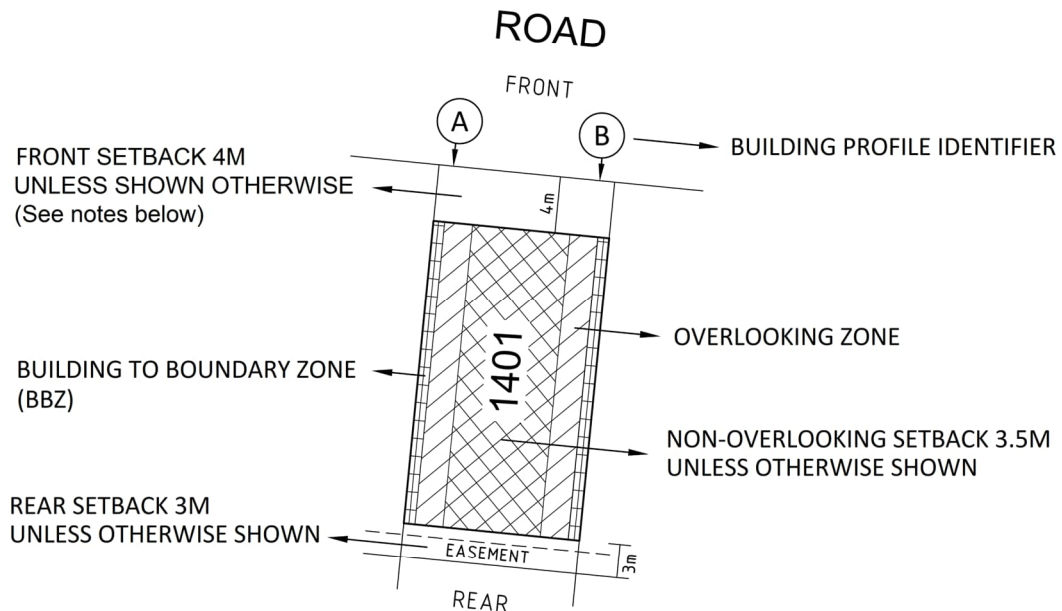 ROAD
FRONT
A
B
BUILDING PROFILE IDENTIFIER
FRONT SETBACK 4M
UNLESS SHOWN OTHERWISE
(See notes below)
4m
OVERLOOKING ZONE
1401
BUILDING TO BOUNDARY ZONE
(BBZ)
NON-OVERLOOKING SETBACK 3.5M
UNLESS OTHERWISE SHOWN
REAR SETBACK 3M
UNLESS OTHERWISE SHOWN
EASEMENT
3m
REAR